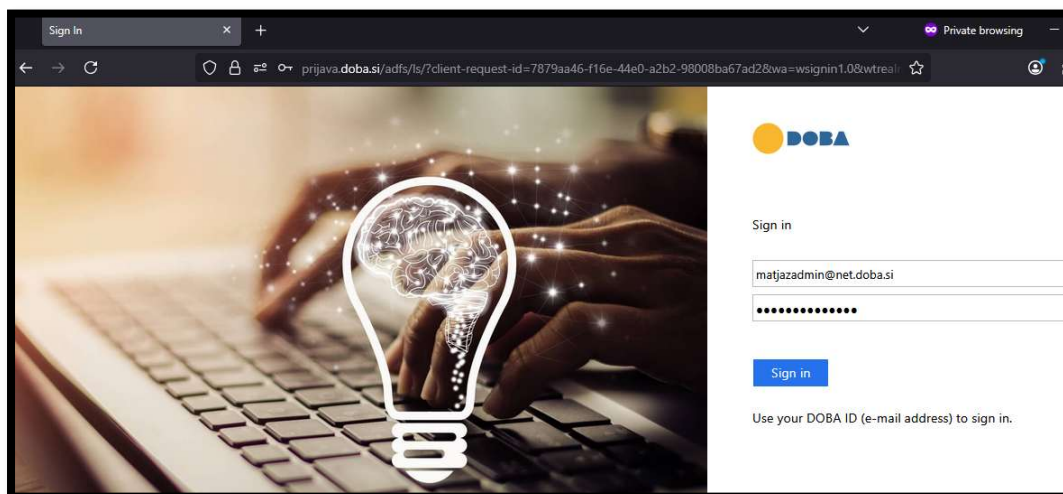 Sign In
Private browsing
prijava.doba.si/adfs/ls/?client-request-id=7879aa46-f16e-44e0-a2b2-98008ba67ad2&wa=wsignin1.0&wtrealr
DOBA
Sign in
matjazadmin@net.doba.si
Sign in
Use your DOBA ID (e-mail address) to sign in.